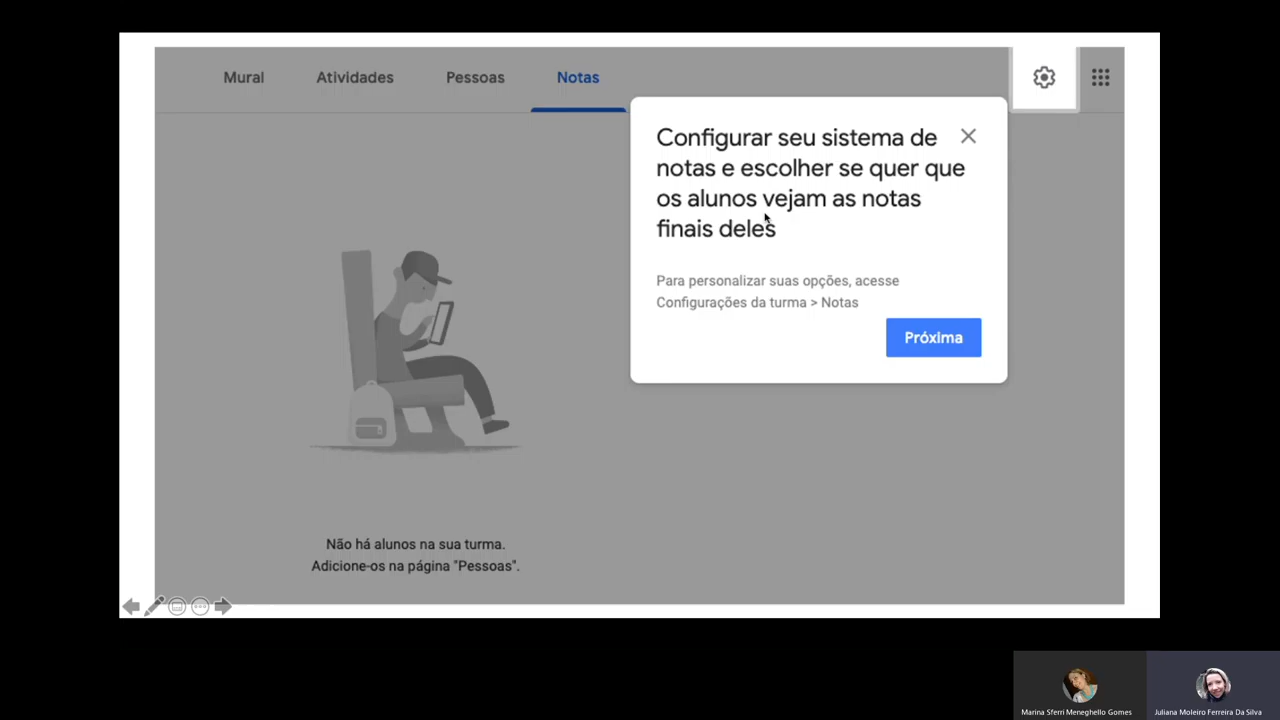 Mural Atividades Pessoas Notas
Configurar seu sistema de
notas e escolher se quer que
os alunos vejam as notas
finais deles
Para personalizar suas opções, acesse
Configurações da turma > Notas
Próxima
Não há alunos na sua turma.
Adicione-os na página "Pessoas".
Marina Sferri Meneghello Gomes
Juliana Moleiro Ferreira Da Silva